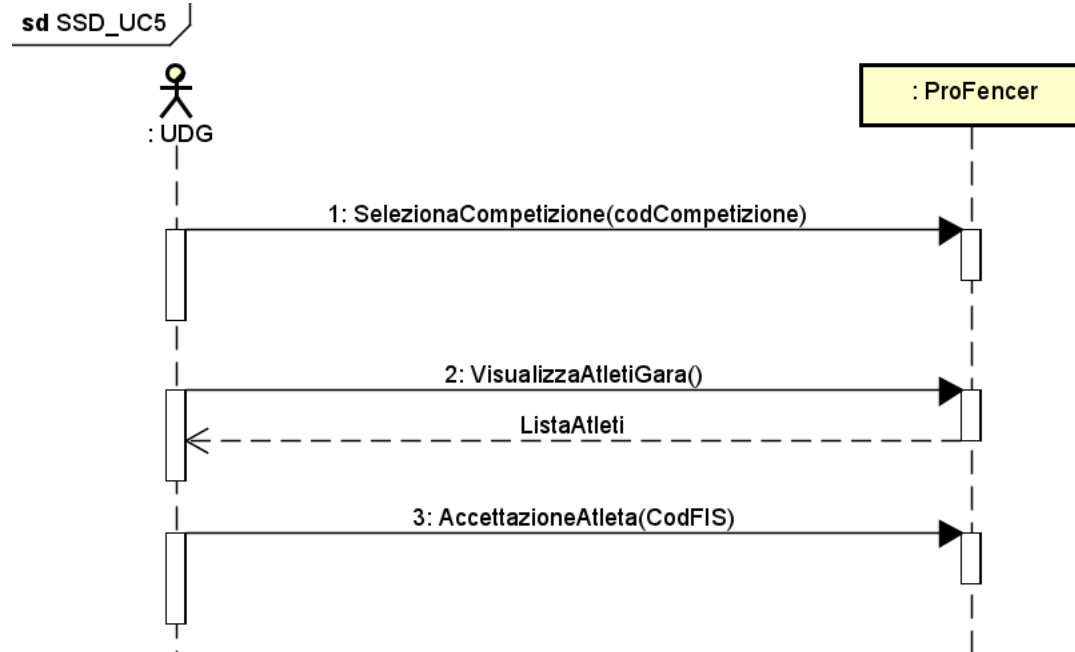 sd SSD_UC5
: UDG
: ProFencer
1: SelezionaCompetizione(codCompetizione)
2: VisualizzaAtletiGara()
ListaAtleti
3: AccettazioneAtleta(CodFIS)